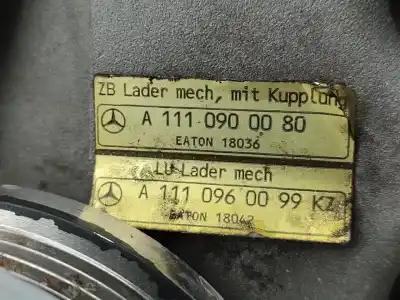 ZB Lader mech, mit Kupplung
A 111 090 00 80
EATON 18036
LU Lader mech
A 111 096 00 99 KZ
EATON 18042